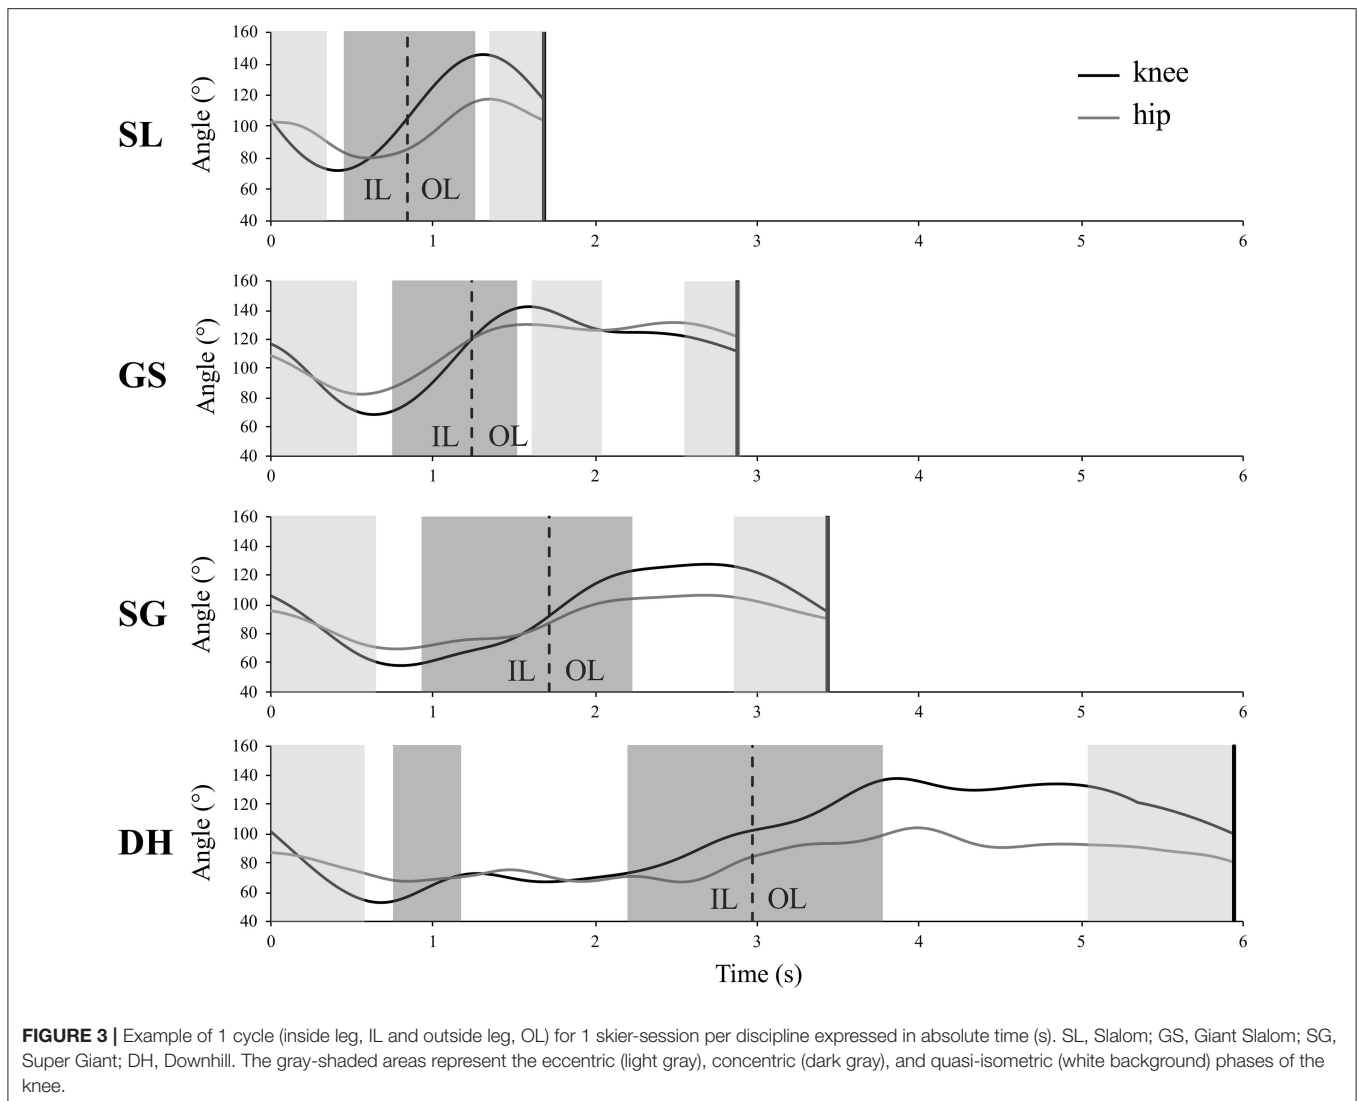 160
140
120
100
80
60
40
Angle (°)
SL
IL
OL
0
1
2
3
4
5
6
knee
hip
160
140
120
100
80
60
40
Angle (°)
GS
IL
OL
0
1
2
3
4
5
6
160
140
120
100
80
60
40
Angle (°)
SG
IL
OL
0
1
2
3
4
5
6
160
140
120
100
80
60
40
Angle (°)
DH
IL
OL
0
1
2
3
4
5
6
Time (s)
FIGURE 3 | Example of 1 cycle (inside leg, IL and outside leg, OL) for 1 skier-session per discipline expressed in absolute time (s). SL, Slalom; GS, Giant Slalom; SG,
Super Giant; DH, Downhill. The gray-shaded areas represent the eccentric (light gray), concentric (dark gray), and quasi-isometric (white background) phases of the
knee.